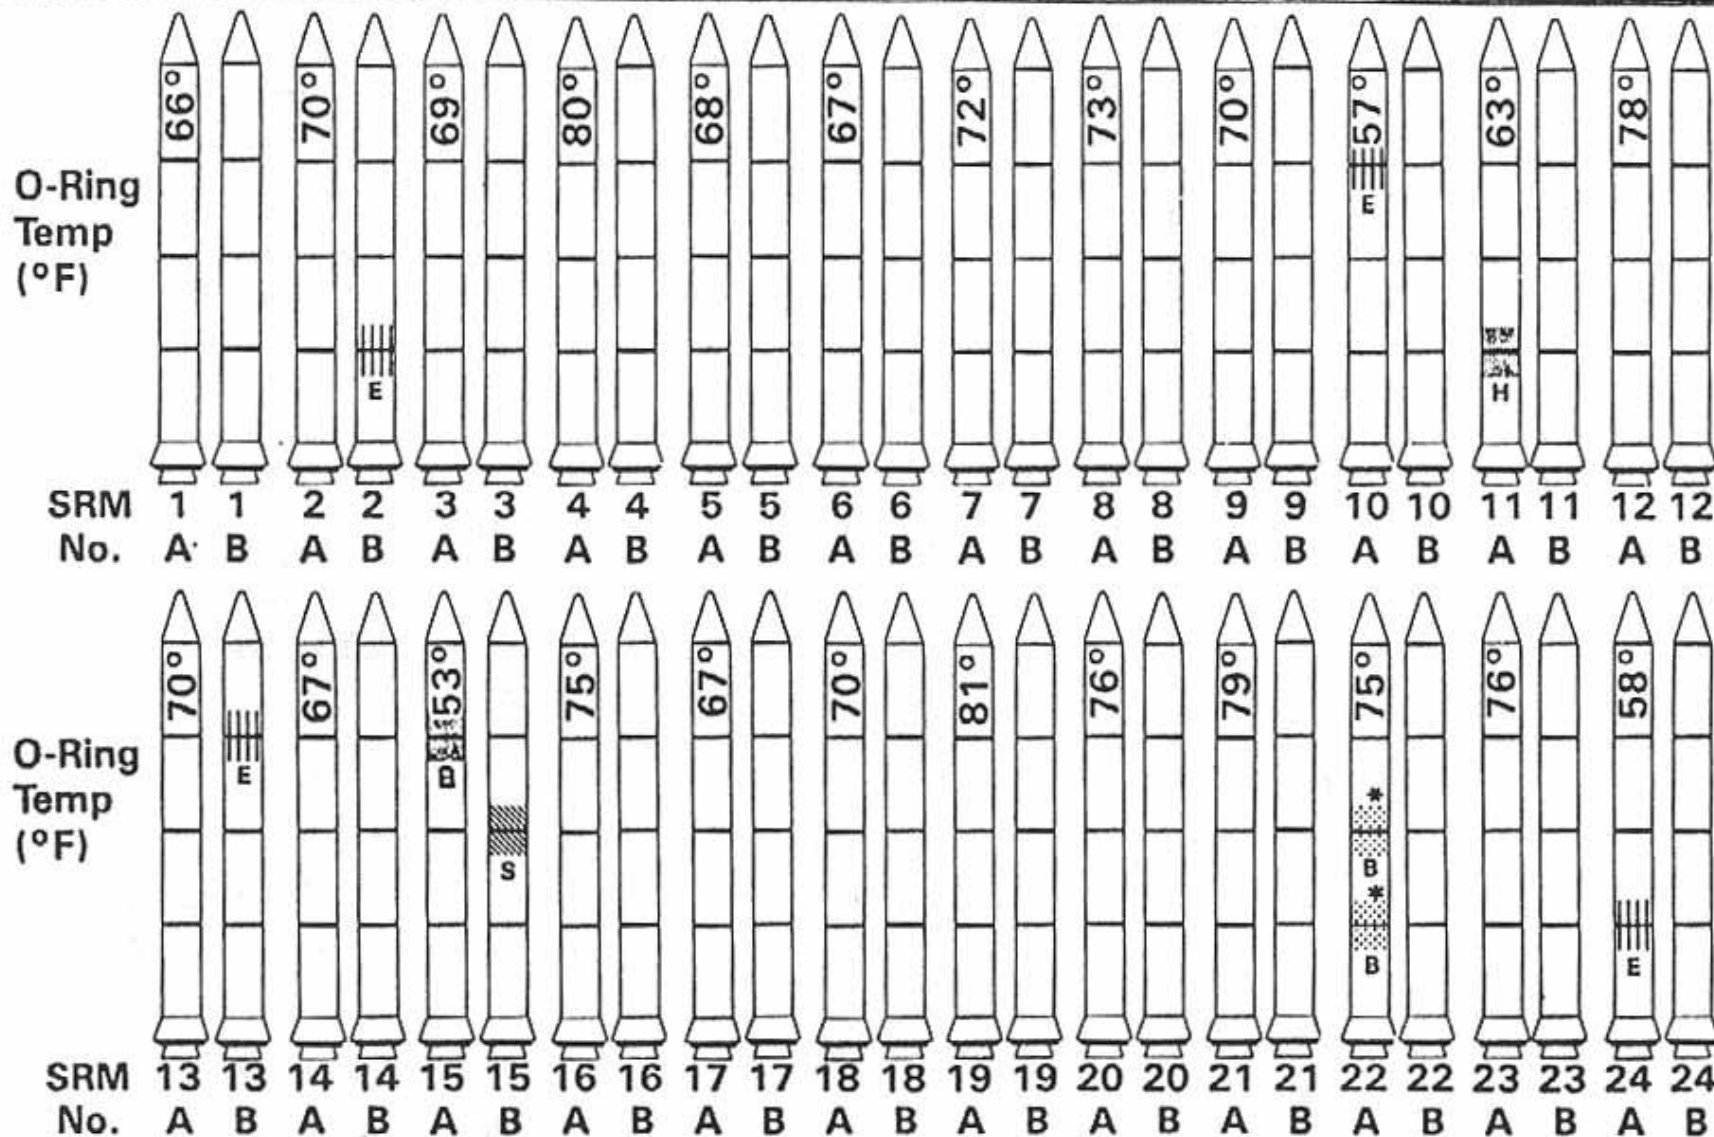 66° 70° 69° 80° 68° 67° 72° 73° 70° 57° 63° 78°
O-Ring
Temp
(°F)
E
E
H
SRM 1 1 2 2 3 3 4 4 5 5 6 6 7 7 8 8 9 9 10 10 11 11 12 12
No. A B A B A B A B A B A B A B A B A B A B A B A B
70° 67° 53° 75° 67° 70° 81° 76° 79° 75° 76° 58°
O-Ring
Temp
(°F)
E
S
*
B
*
B
E
SRM 13 13 14 14 15 15 16 16 17 17 18 18 19 19 20 20 21 21 22 22 23 23 24 24
No. A B A B A B A B A B A B A B A B A B A B A B A B